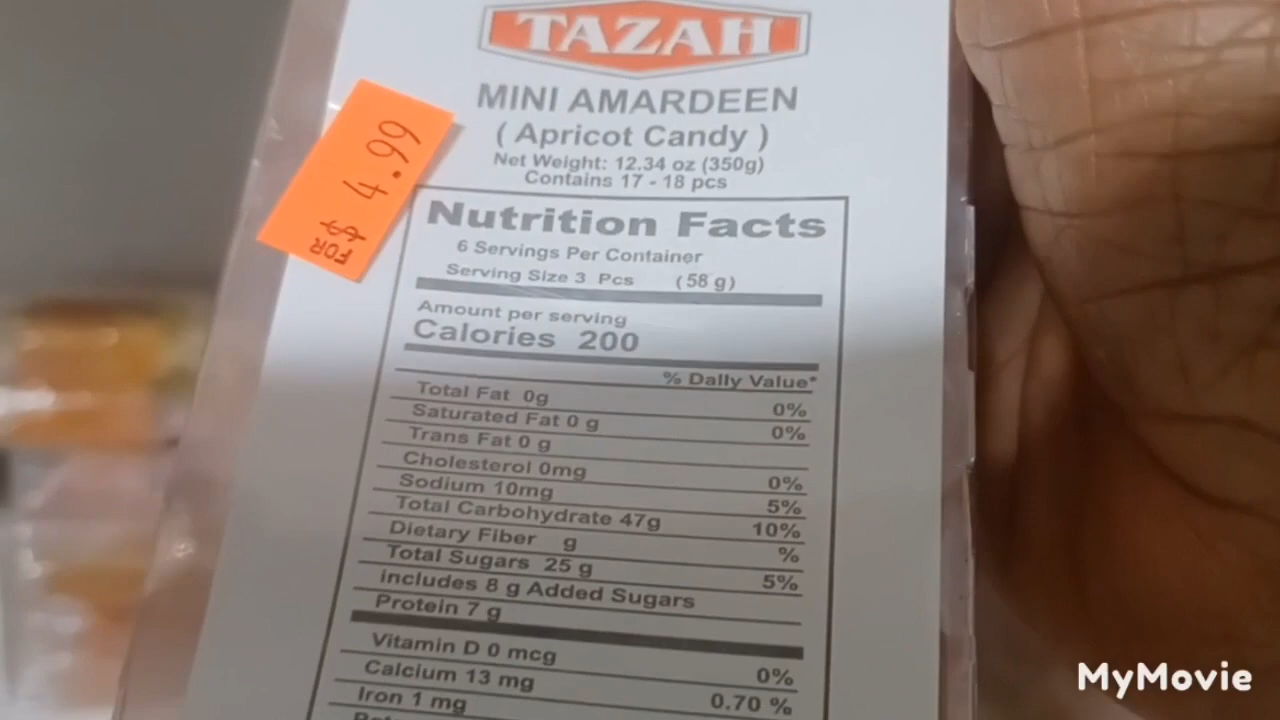 TAZAH
MINI AMARDEEN
( Apricot Candy )
Net Weight: 12.34 oz (350g)
Contains 17 - 18 pcs
FOR
$ 4.99
Nutrition Facts
6 Servings Per Container
Serving Size 3 Pcs (58 g)
Amount per serving
Calories 200
% Dally Value*
Total Fat 0g 0%
Saturated Fat 0 g 0%
Trans Fat 0 g
Cholesterol 0mg 0%
Sodium 10mg 5%
Total Carbohydrate 47g 10%
Dietary Fiber g %
Total Sugars 25 g 5%
includes 8 g Added Sugars
Protein 7 g
Vitamin D 0 mcg 0%
Calcium 13 mg 0.70 %
Iron 1 mg
MyMovie